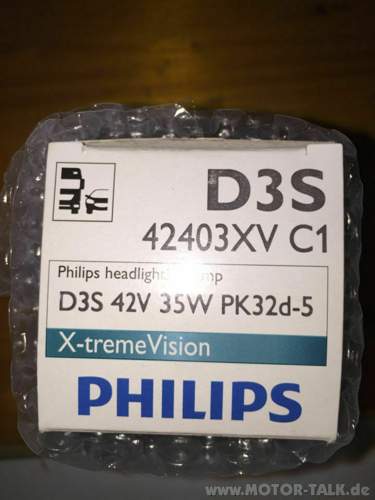 D3S
42403XV C1
Philips headlight
D3S 42V 35W PK32d-5
X-tremeVision
PHILIPS
www.MOTOR-TALK.de